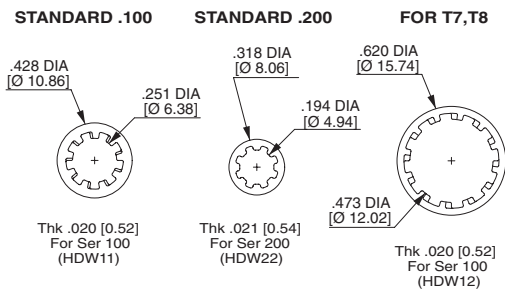 STANDARD .100
.428 DIA
[Ø 10.86]
.251 DIA
[Ø 6.38]
Thk .020 [0.52]
For Ser 100
(HDW11)
STANDARD .200
.318 DIA
[Ø 8.06]
.194 DIA
[Ø 4.94]
Thk .021 [0.54]
For Ser 200
(HDW22)
FOR T7,T8
.620 DIA
[Ø 15.74]
.473 DIA
[Ø 12.02]
Thk .020 [0.52]
For Ser 100
(HDW12)